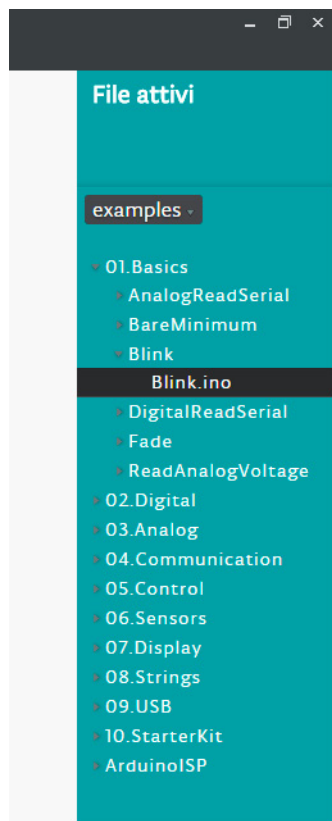 File attivi
examples
01.Basics
AnalogReadSerial
BareMinimum
Blink
Blink.ino
DigitalReadSerial
Fade
ReadAnalogVoltage
02.Digital
03.Analog
04.Communication
05.Control
06.Sensors
07.Display
08.Strings
09.USB
10.StarterKit
ArduinoISP